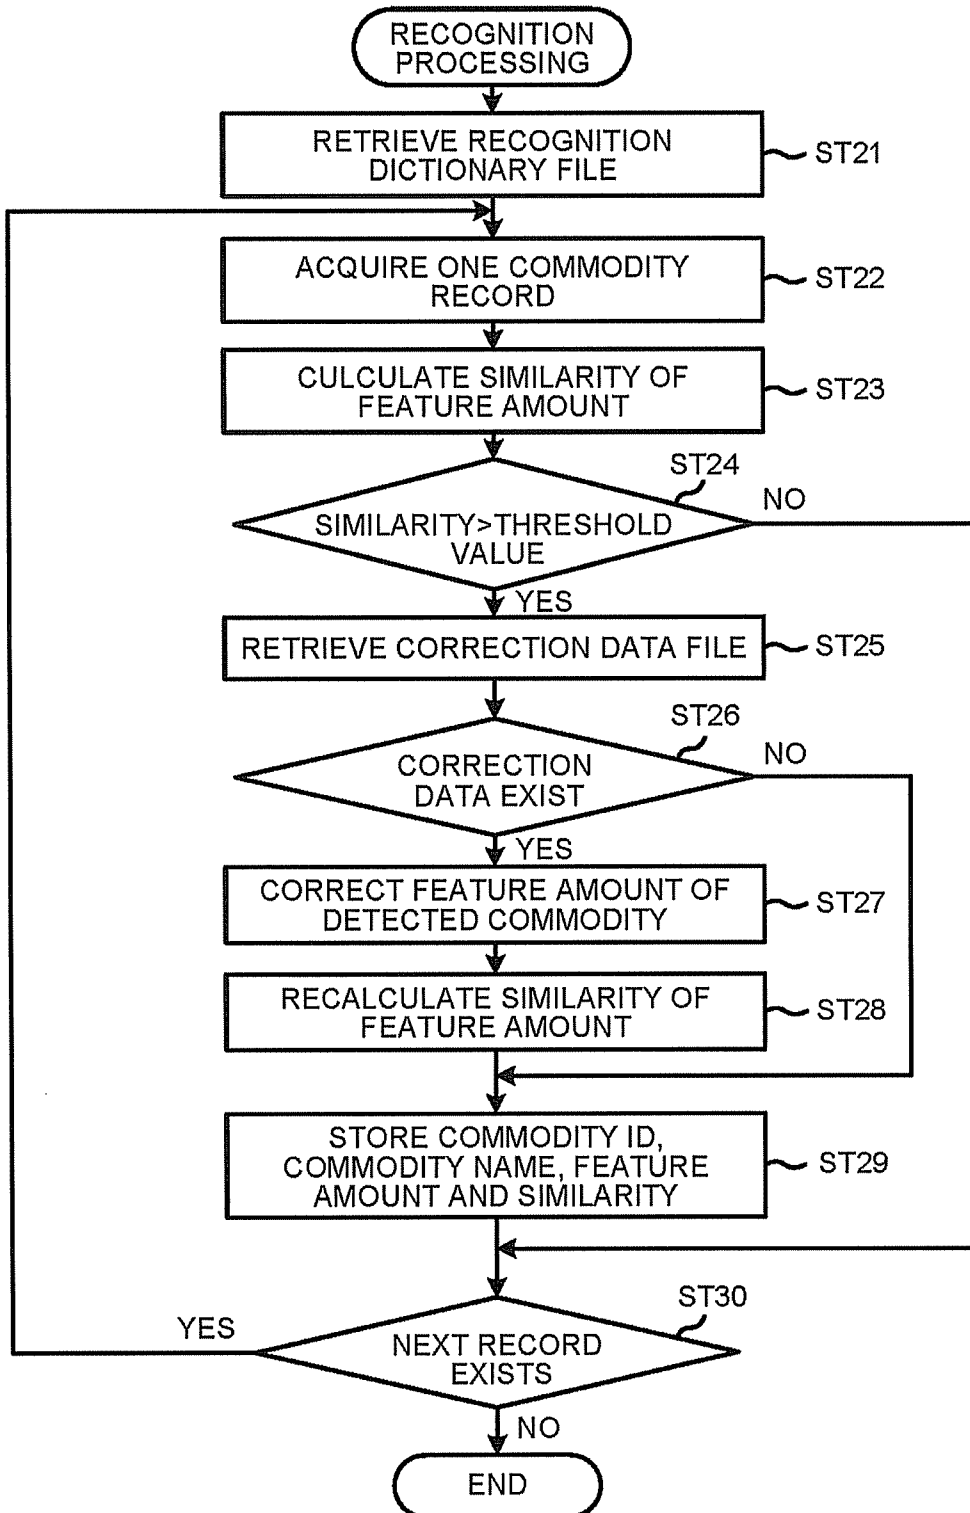 RECOGNITION
PROCESSING
RETRIEVE RECOGNITION
DICTIONARY FILE
ST21
ACQUIRE ONE COMMODITY
RECORD
ST22
CULCULATE SIMILARITY OF
FEATURE AMOUNT
ST23
ST24
NO
SIMILARITY>THRESHOLD
VALUE
YES
RETRIEVE CORRECTION DATA FILE
ST25
ST26
NO
CORRECTION
DATA EXIST
YES
CORRECT FEATURE AMOUNT OF
DETECTED COMMODITY
ST27
RECALCULATE SIMILARITY OF
FEATURE AMOUNT
ST28
STORE COMMODITY ID,
COMMODITY NAME, FEATURE
AMOUNT AND SIMILARITY
ST29
ST30
YES
NEXT RECORD
EXISTS
NO
END